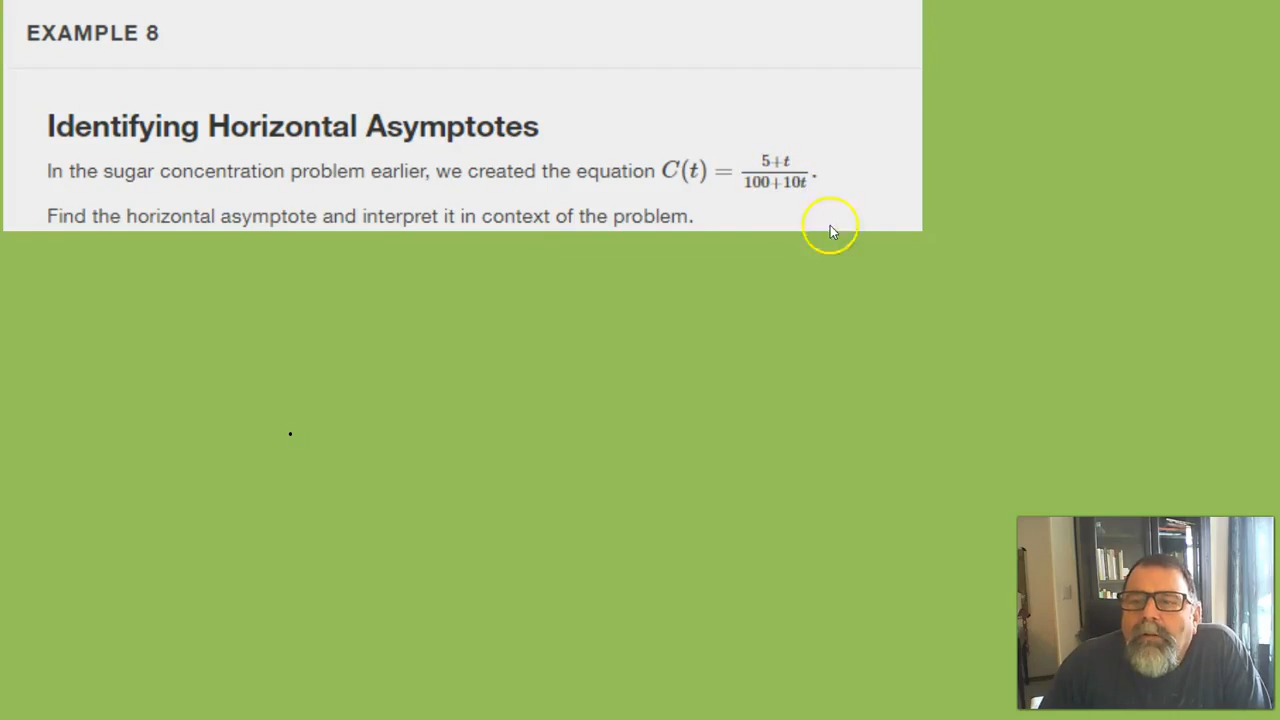 EXAMPLE 8
Identifying Horizontal Asymptotes
In the sugar concentration problem earlier, we created the equation C(t) = \frac{5+t}{100+10t}.
Find the horizontal asymptote and interpret it in context of the problem.